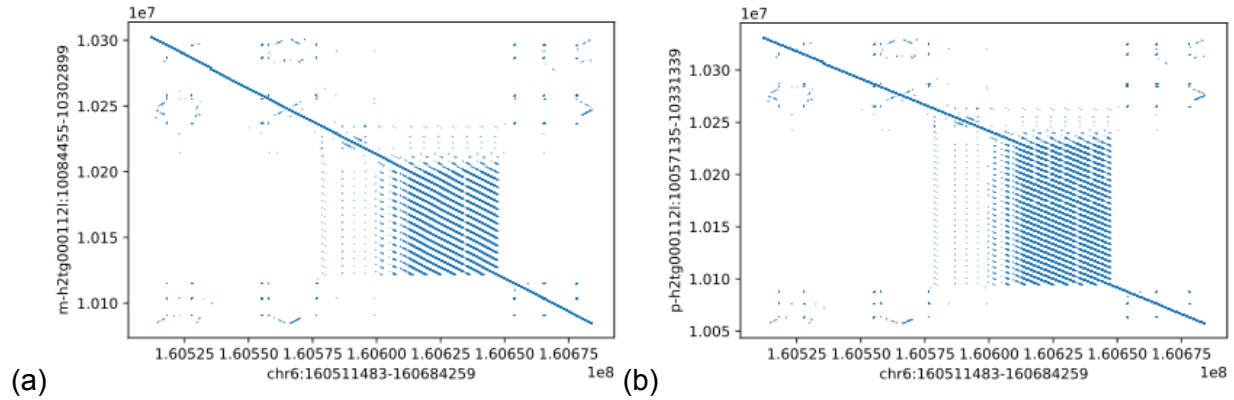 1e7
m-h2tg000112l:10084455-10302899
1.030
1.025
1.020
1.015
1.010
1.60525 1.60550 1.60575 1.60600 1.60625 1.60650 1.60675
1e8
chr6:160511483-160684259
(a)
1e7
p-h2tg000112l:10057135-10331339
1.030
1.025
1.020
1.015
1.010
1.005
1.60525 1.60550 1.60575 1.60600 1.60625 1.60650 1.60675
1e8
chr6:160511483-160684259
(b)